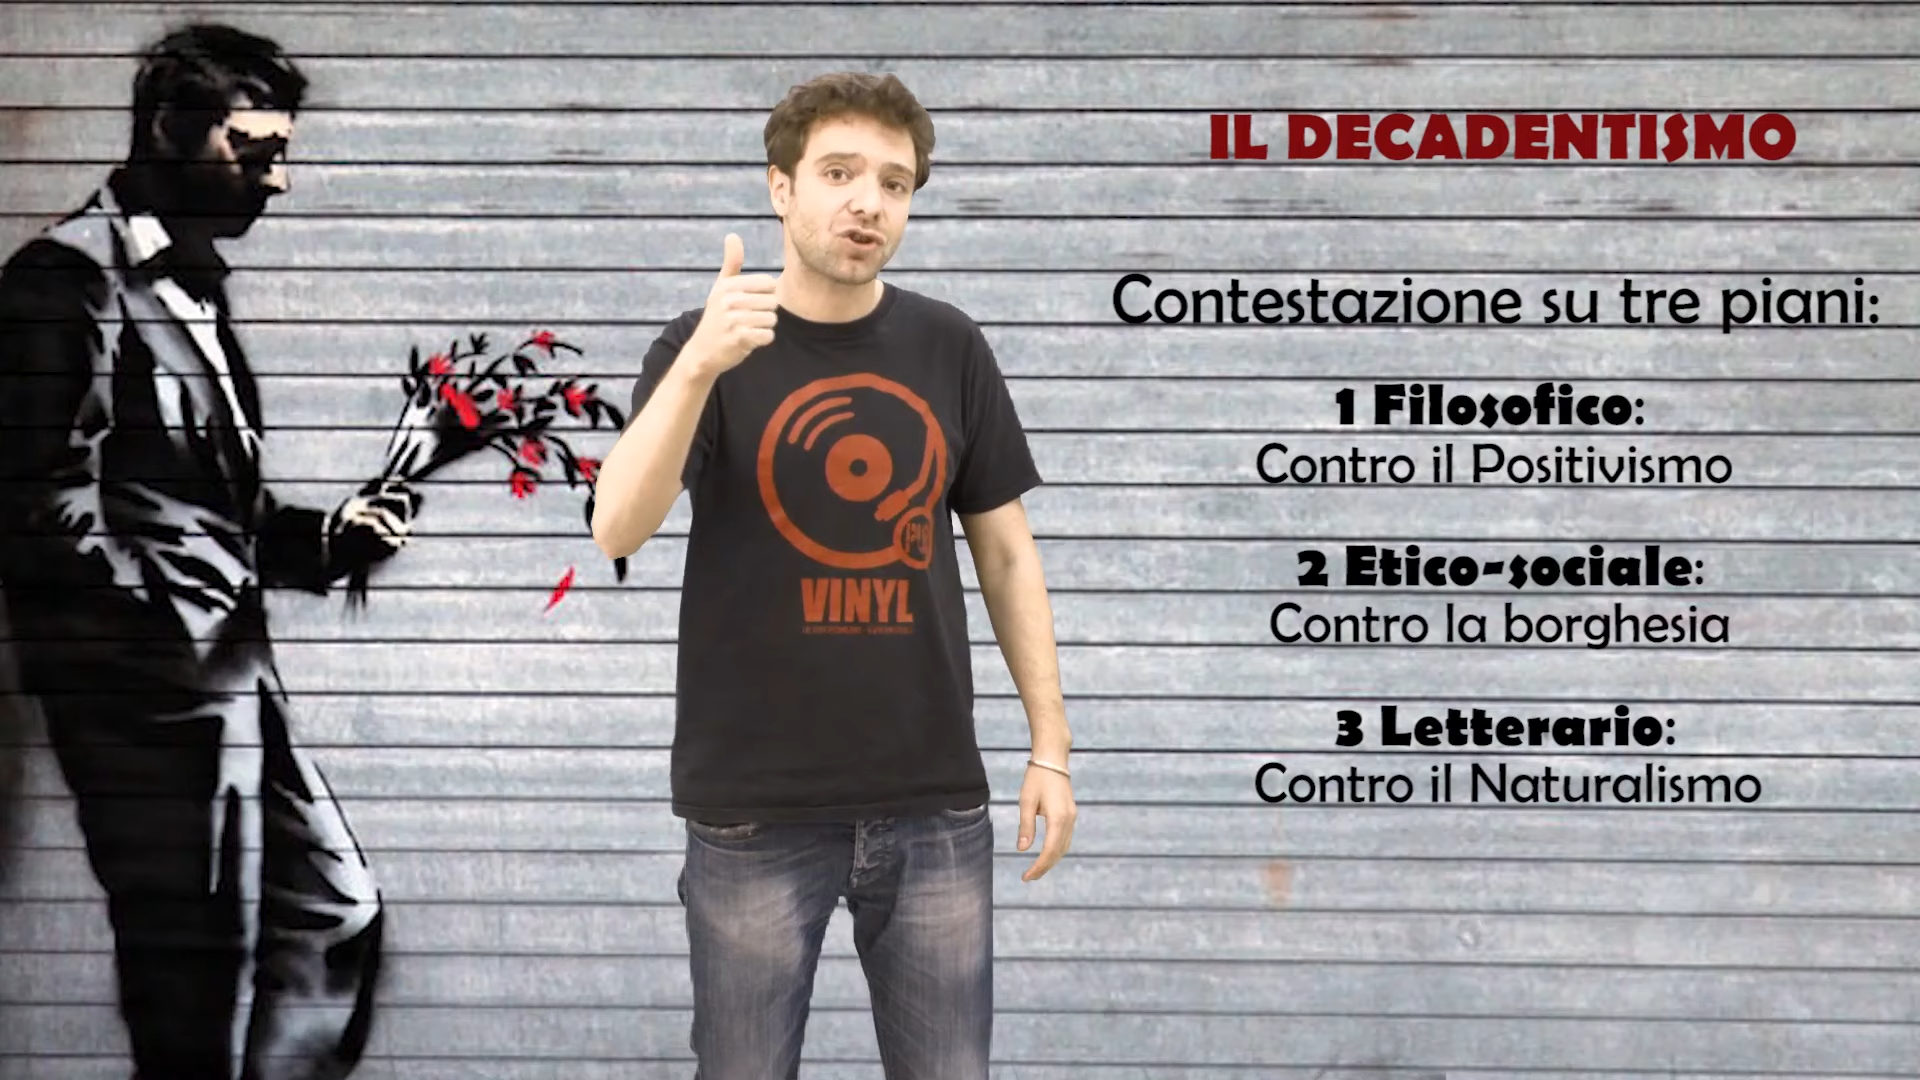 IL DECADENTISMO
Contestazione su tre piani:
1 Filosofico:
Contro il Positivismo
2 Etico-sociale:
Contro la borghesia
3 Letterario:
Contro il Naturalismo
VINYL